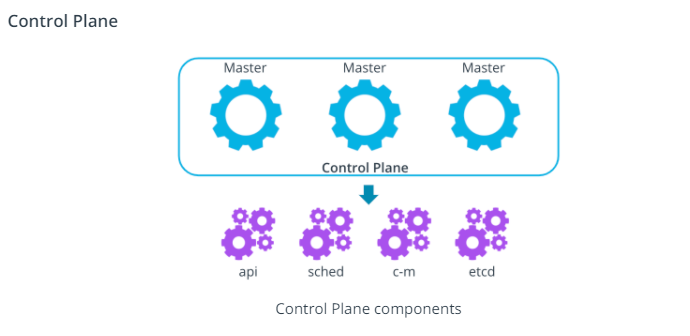 Control Plane
Master Master Master
Control Plane
api sched c-m etcd
Control Plane components